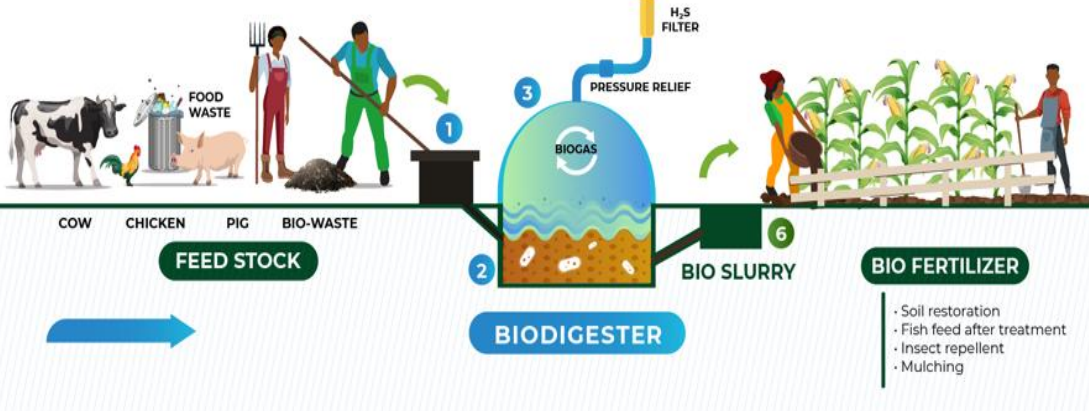 H₂S
FILTER
PRESSURE RELIEF
FOOD
WASTE
1
3
BIOGAS
2
6
COW CHICKEN PIG BIO-WASTE
FEED STOCK
BIO SLURRY
BIO FERTILIZER
BIODIGESTER
· Soil restoration
· Fish feed after treatment
· Insect repellent
· Mulching